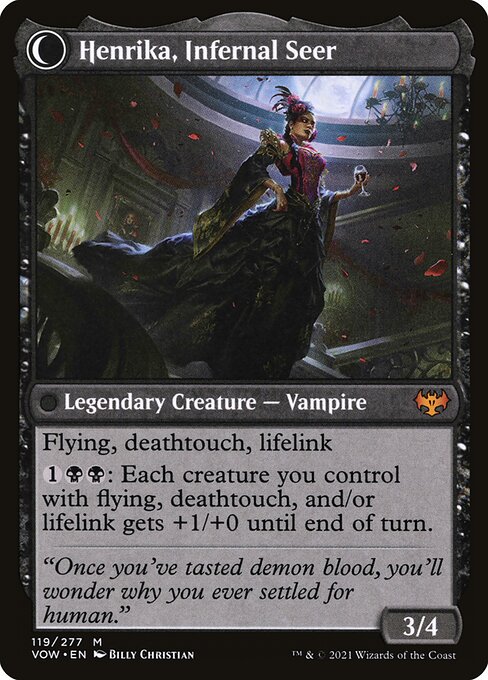 Henrika, Infernal Seer
Legendary Creature — Vampire
Flying, deathtouch, lifelink
1: Each creature you control
with flying, deathtouch, and/or
lifelink gets +1/+0 until end of turn.
"Once you've tasted demon blood, you'll
wonder why you ever settled for
human."
3/4
119/277 M
VOW • EN Billy Christian
™ & © 2021 Wizards of the Coast